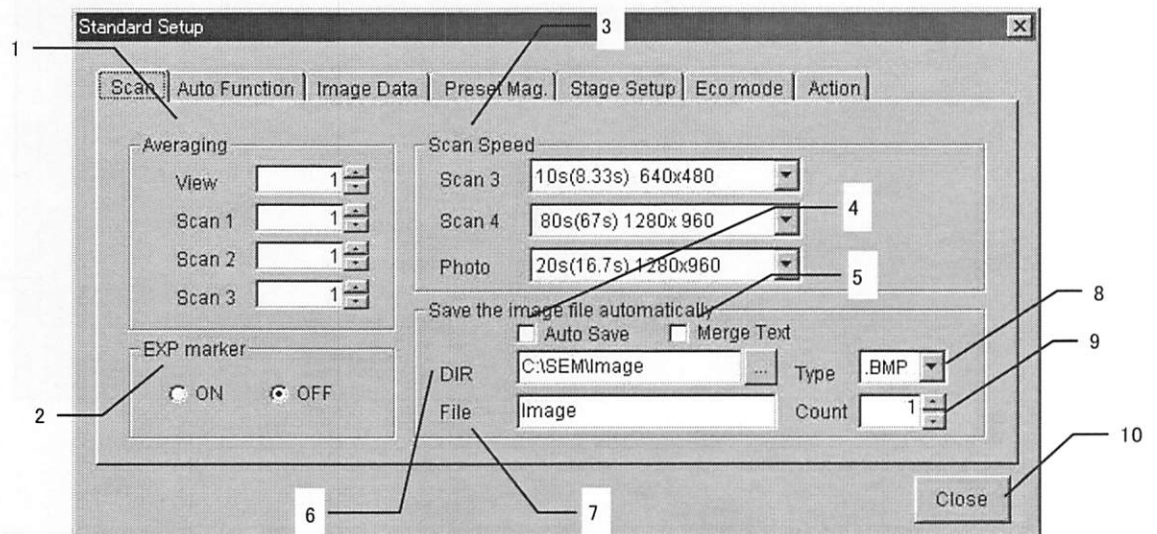 Standard Setup
1
3
Scan Auto Function Image Data Preset Mag. Stage Setup Eco mode Action
Averaging
View 1
Scan 1 1
Scan 2 1
Scan 3 1
Scan Speed
Scan 3 10s(8.33s) 640x480
Scan 4 80s(67s) 1280x 960
Photo 20s(16.7s) 1280x960
4
5
Save the image file automatically
Auto Save Merge Text
DIR C:\SEM\Image ... Type .BMP
File Image Count 1
8
9
EXP marker
ON OFF
2
6
7
10
Close